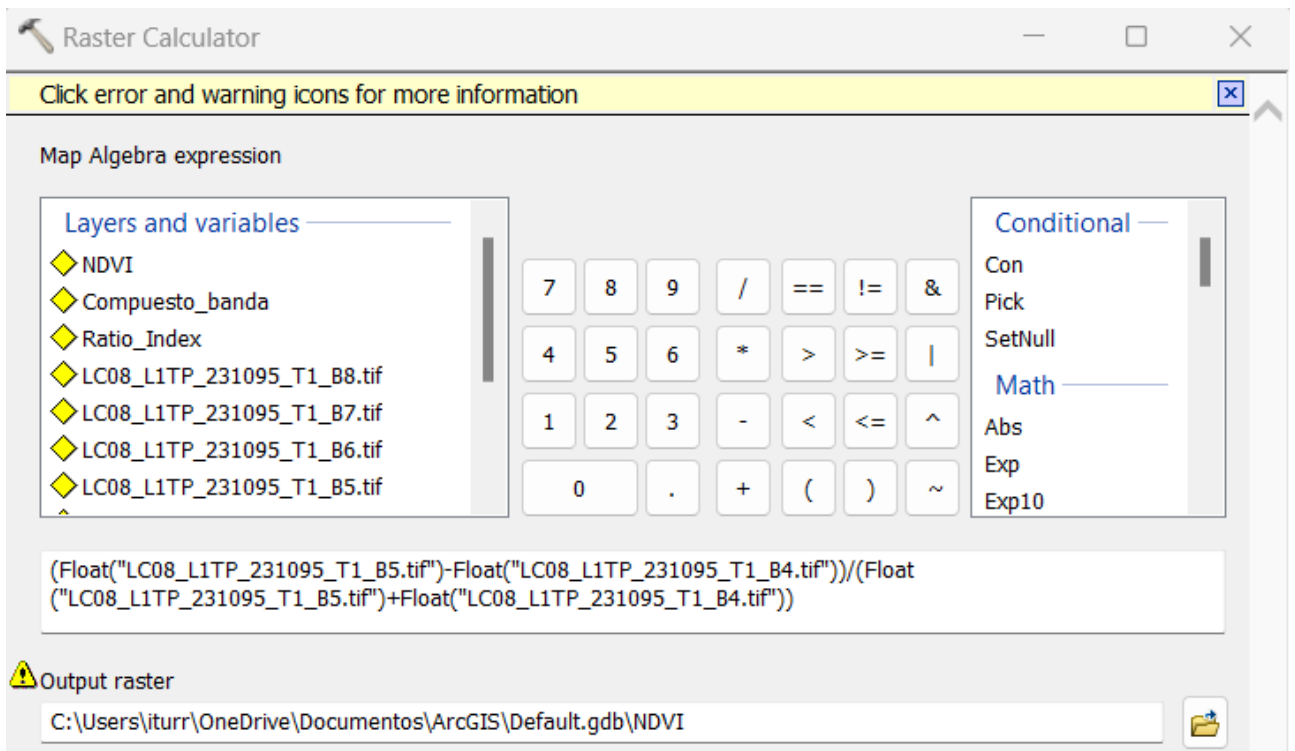 Raster Calculator
Click error and warning icons for more information
Map Algebra expression
Layers and variables
NDVI
Compuesto_banda
Ratio_Index
LC08_L1TP_231095_T1_B8.tif
LC08_L1TP_231095_T1_B7.tif
LC08_L1TP_231095_T1_B6.tif
LC08_L1TP_231095_T1_B5.tif
7 8 9 / == != &
4 5 6 * > >= |
1 2 3 - < <= ^
0 . + ( ) ~
Conditional
Con
Pick
SetNull
Math
Abs
Exp
Exp10
(Float("LC08_L1TP_231095_T1_B5.tif")-Float("LC08_L1TP_231095_T1_B4.tif"))/(Float
("LC08_L1TP_231095_T1_B5.tif")+Float("LC08_L1TP_231095_T1_B4.tif"))
Output raster
C:\Users\iturr\OneDrive\Documentos\ArcGIS\Default.gdb\NDVI